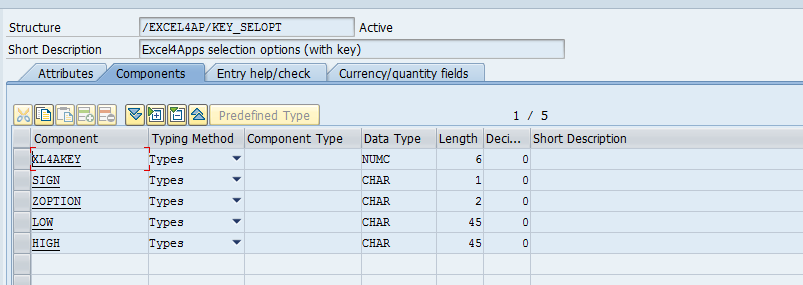 Structure /EXCEL4AP/KEY_SELOPT Active
Short Description Excel4Apps selection options (with key)
Attributes Components Entry help/check Currency/quantity fields
Predefined Type 1 / 5
Component Typing Method Component Type Data Type Length Deci... Short Description
XL4AKEY Types NUMC 6 0
SIGN Types CHAR 1 0
ZOPTION Types CHAR 2 0
LOW Types CHAR 45 0
HIGH Types CHAR 45 0